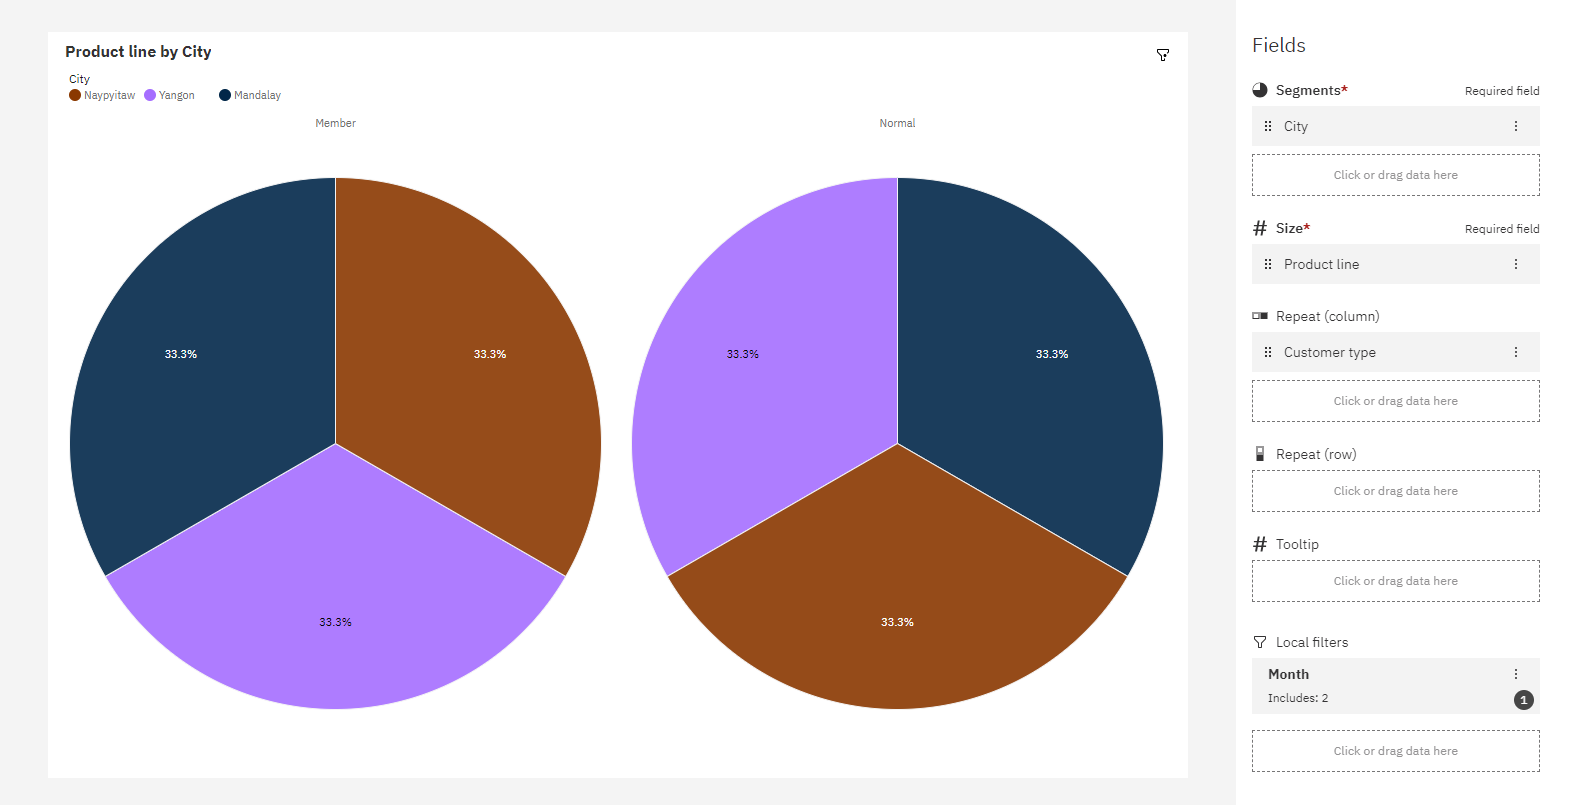 Product line by City
City
Naypyitaw Yangon Mandalay
Member Normal
33.3% 33.3% 33.3% 33.3%
33.3% 33.3%
Fields
Segments* Required field
City
Click or drag data here
Size* Required field
Product line
Repeat (column)
Customer type
Click or drag data here
Repeat (row)
Click or drag data here
Tooltip
Click or drag data here
Local filters
Month
Includes: 2 1
Click or drag data here